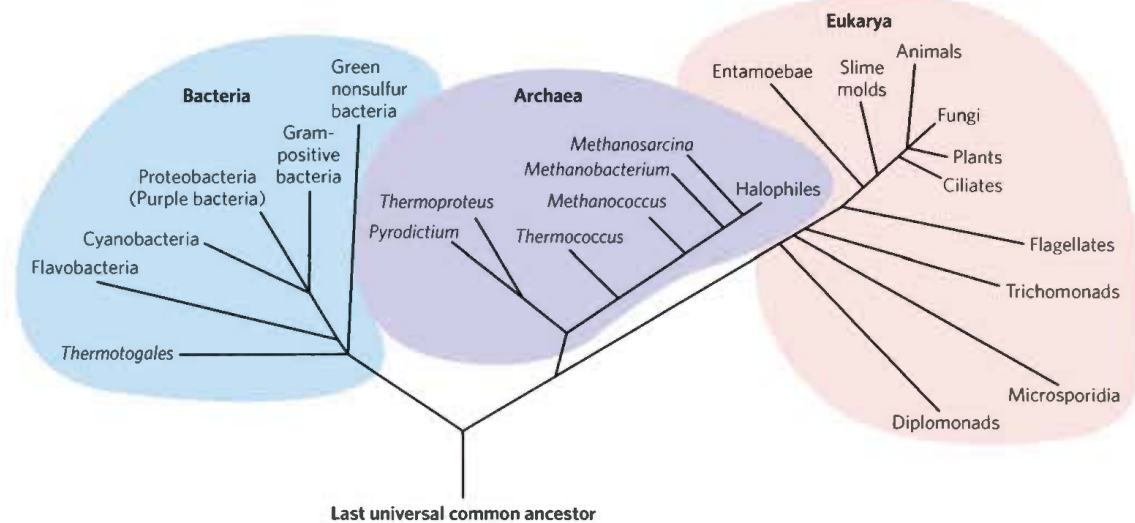 Eukarya
Bacteria
Green
nonsulfur
bacteria
Gram-
positive
bacteria
Proteobacteria
(Purple bacteria)
Cyanobacteria
Flavobacteria
Thermotogales
Archaea
Thermoproteus
Pyrodictium
Methanosarcina
Methanobacterium
Methanococcus
Thermococcus
Halophiles
Entamoebae
Slime
molds
Animals
Fungi
Plants
Ciliates
Flagellates
Trichomonads
Microsporidia
Diplomonads
Last universal common ancestor